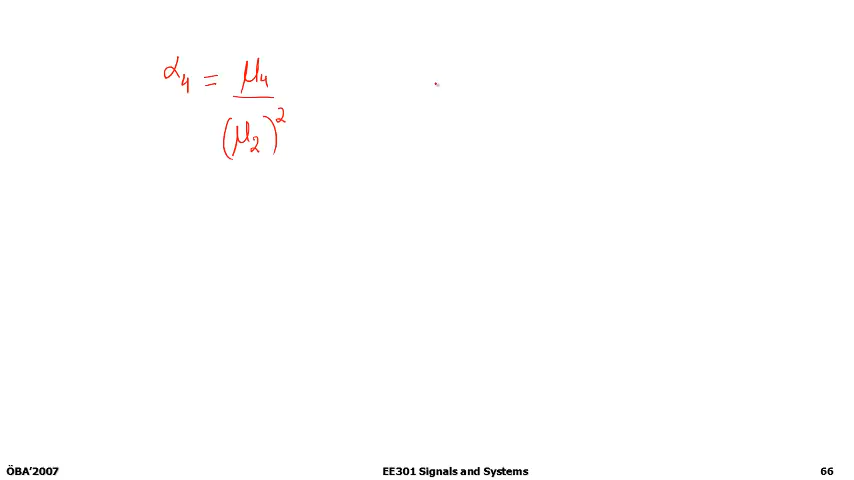 α₄ = μ₄ / (μ₂)²
ÖBA'2007 EE301 Signals and Systems 66